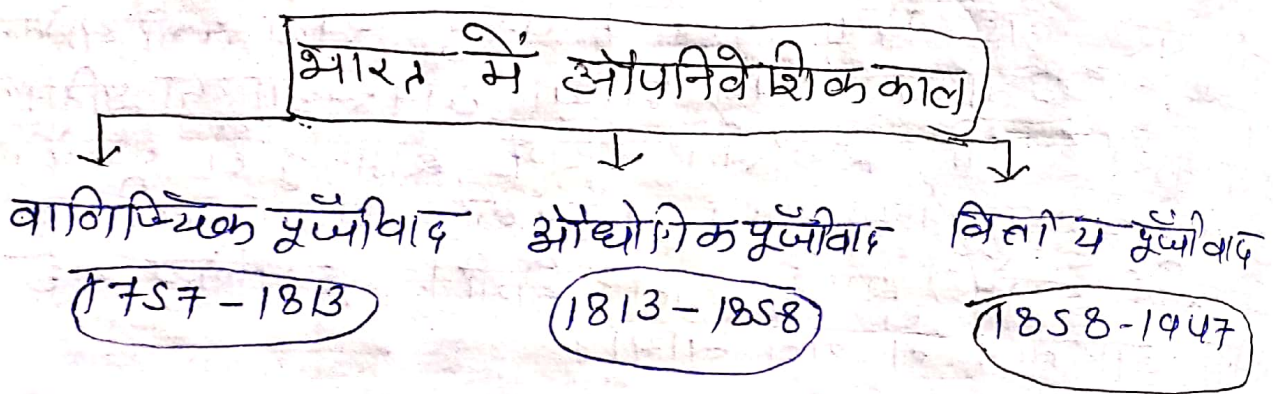 भारत में औपनिवेशिक काल
वाणिज्यिक पूँजीवाद औद्योगिक पूँजीवाद वित्तीय पूँजीवाद
1757-1813 1813-1858 1858-1947